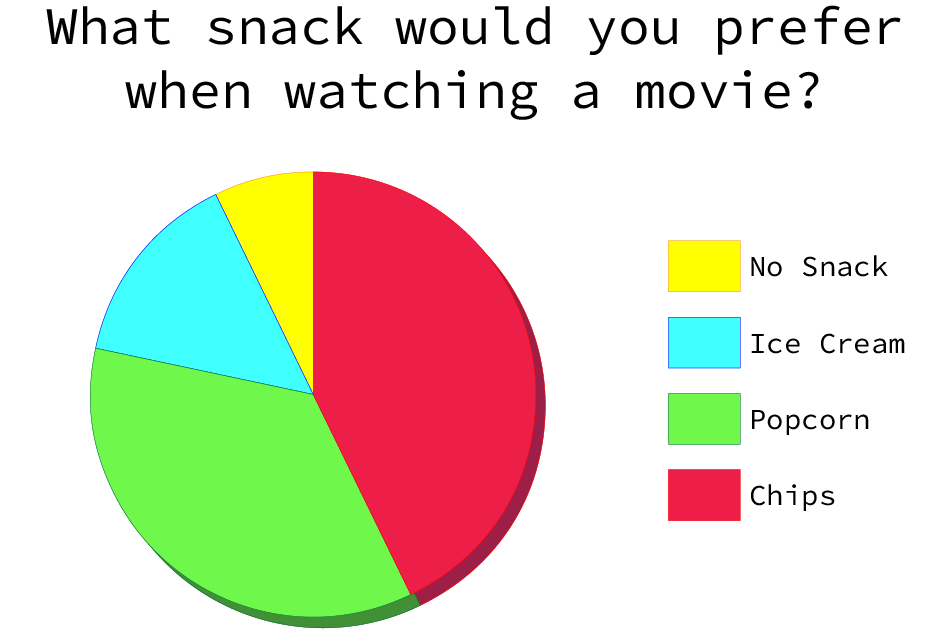 What snack would you prefer
when watching a movie?
No Snack
Ice Cream
Popcorn
Chips